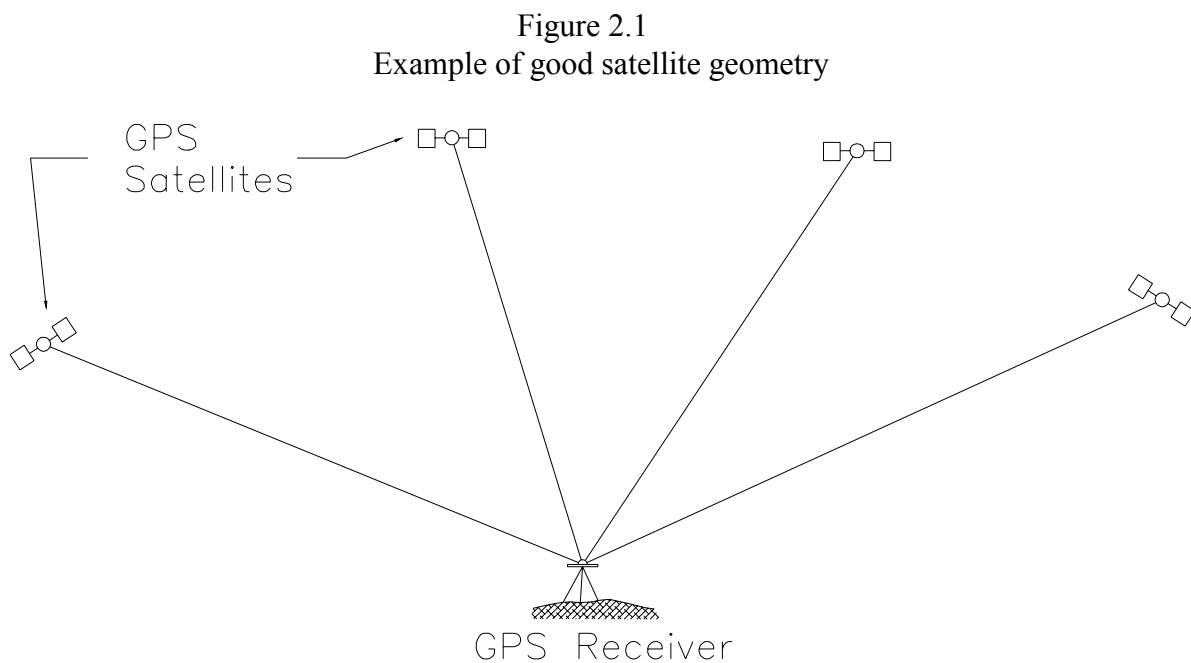 Figure 2.1
Example of good satellite geometry
GPS
Satellites
GPS Receiver